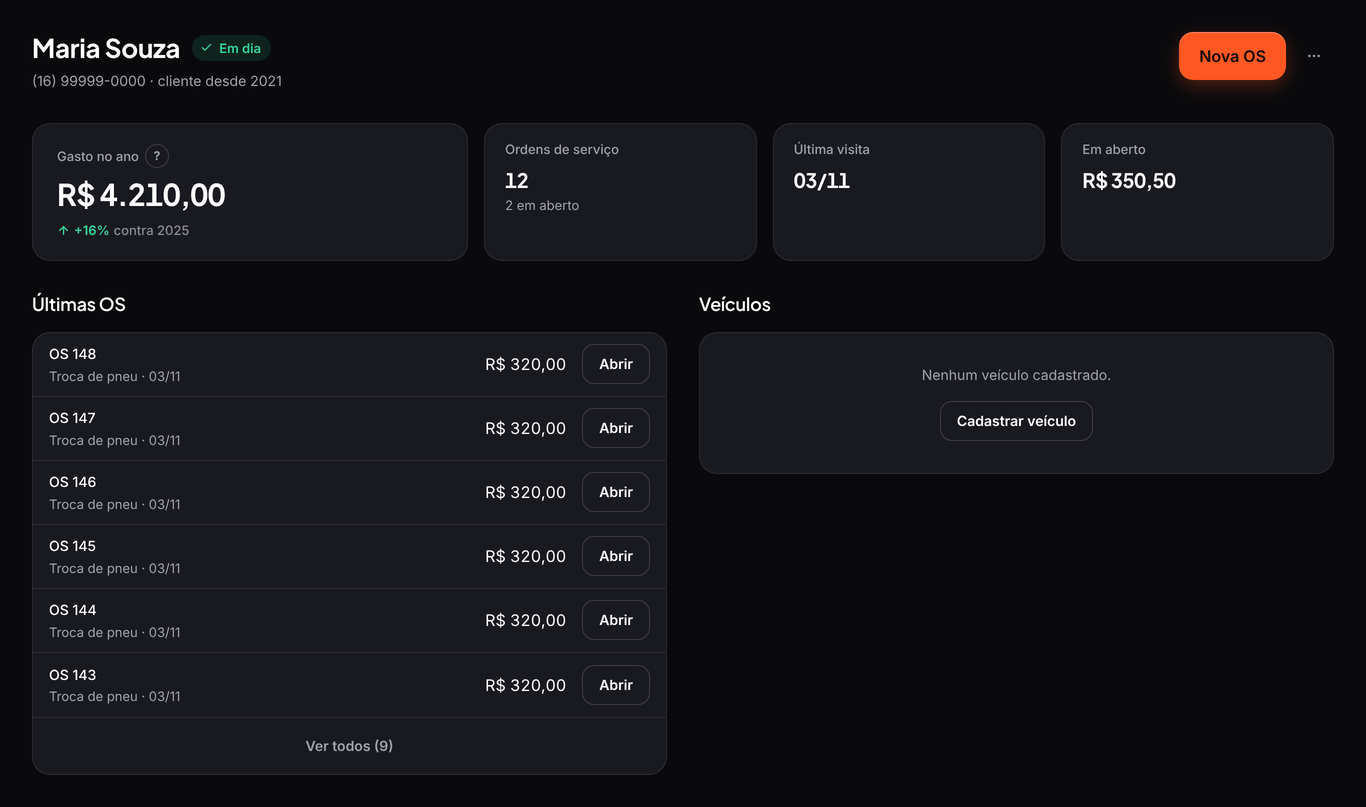 Maria Souza
Em dia
(16) 99999-0000 · cliente desde 2021
Nova OS
···
Gasto no ano ?
R$ 4.210,00
↑ +16% contra 2025
Ordens de serviço
12
2 em aberto
Última visita
03/11
Em aberto
R$ 350,50
Últimas OS
OS 148
Troca de pneu · 03/11
R$ 320,00
Abrir
OS 147
Troca de pneu · 03/11
R$ 320,00
Abrir
OS 146
Troca de pneu · 03/11
R$ 320,00
Abrir
OS 145
Troca de pneu · 03/11
R$ 320,00
Abrir
OS 144
Troca de pneu · 03/11
R$ 320,00
Abrir
OS 143
Troca de pneu · 03/11
R$ 320,00
Abrir
Ver todos (9)
Veículos
Nenhum veículo cadastrado.
Cadastrar veículo